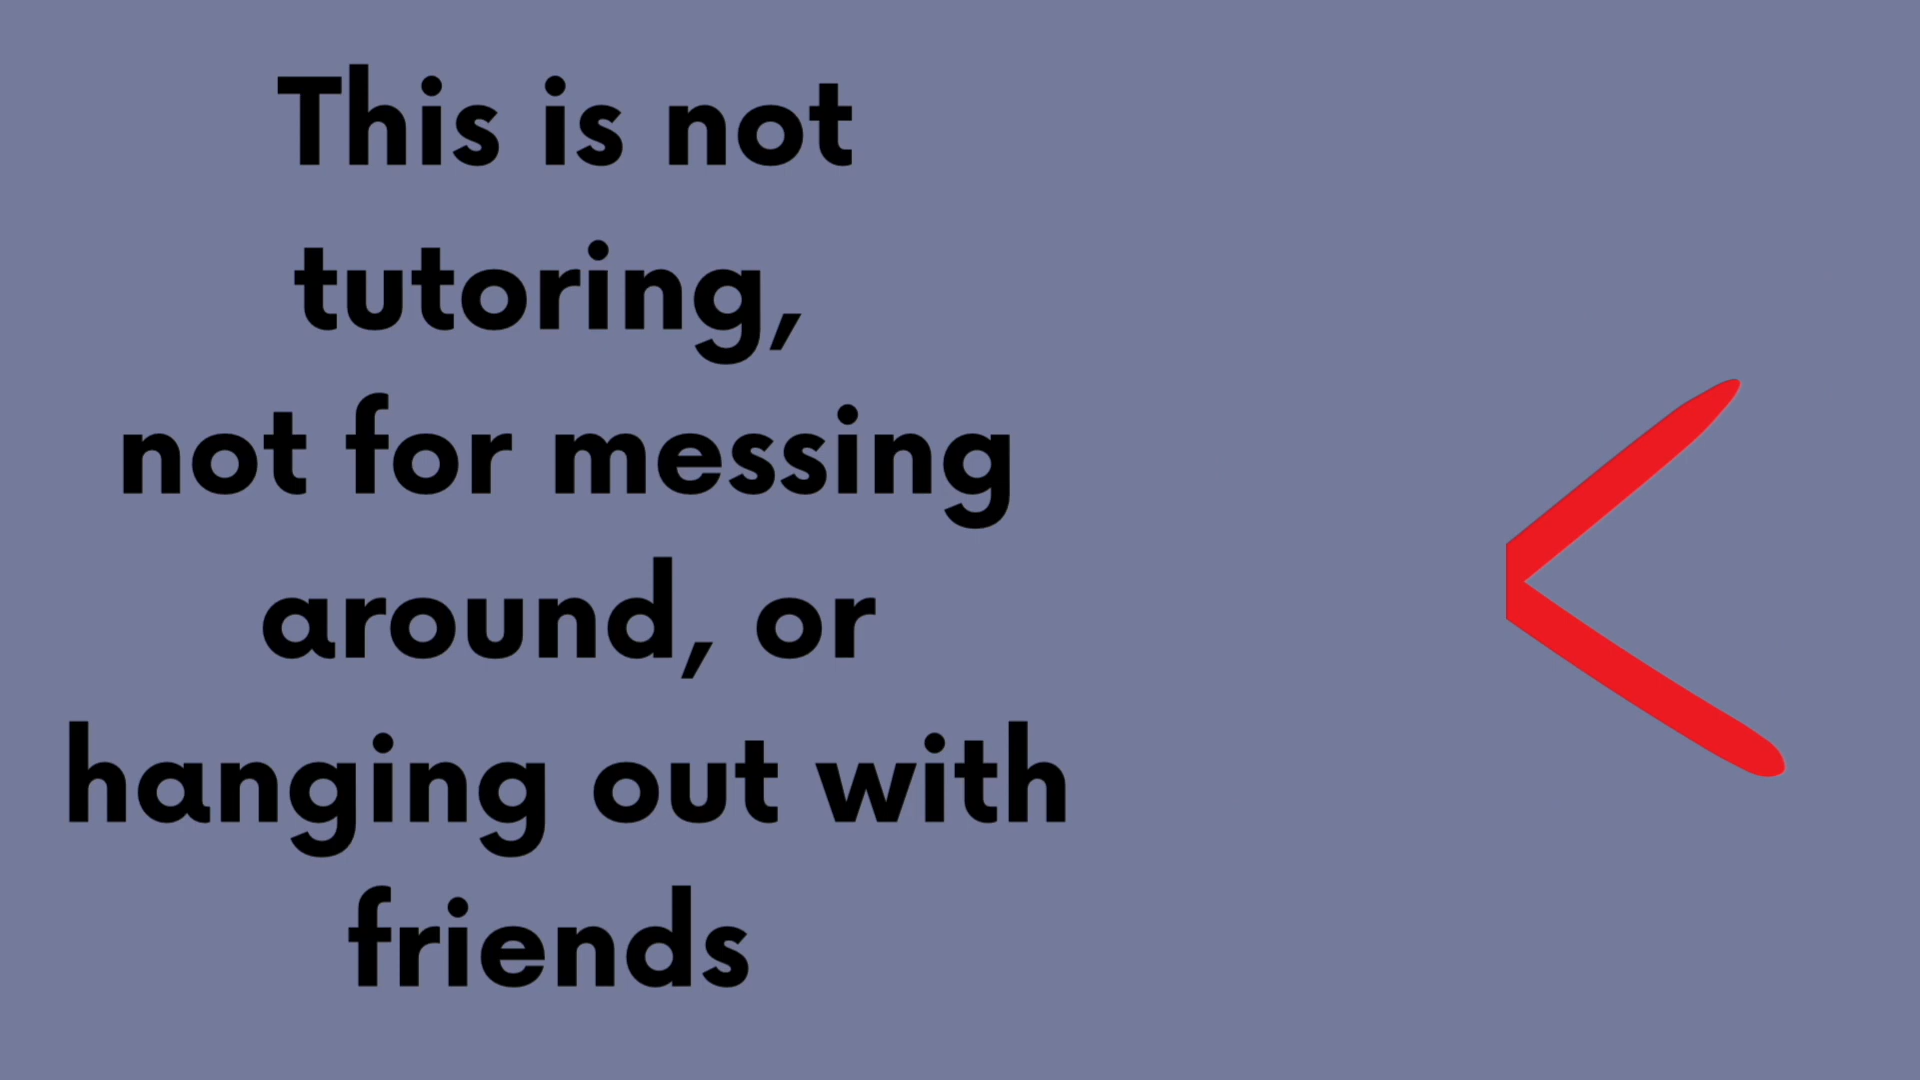 This is not
tutoring,
not for messing
around, or
hanging out with
friends